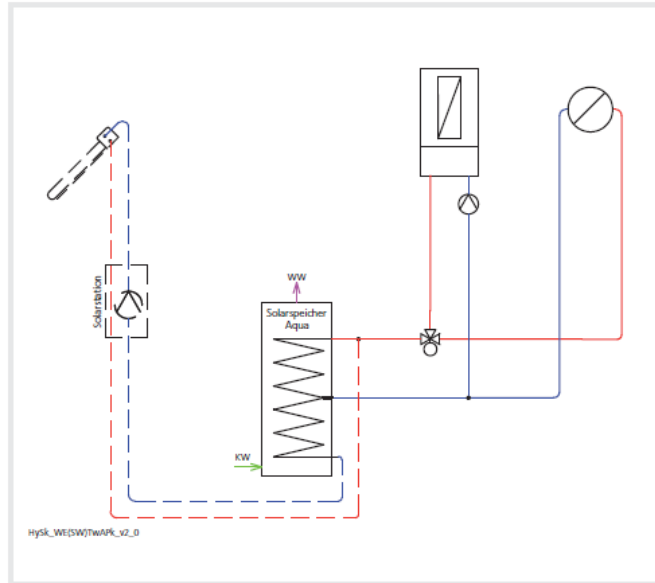 Solarstation
WW
Solarspeicher
Aqua
KW
HySk_WE(SW)TwAPk_v2_0